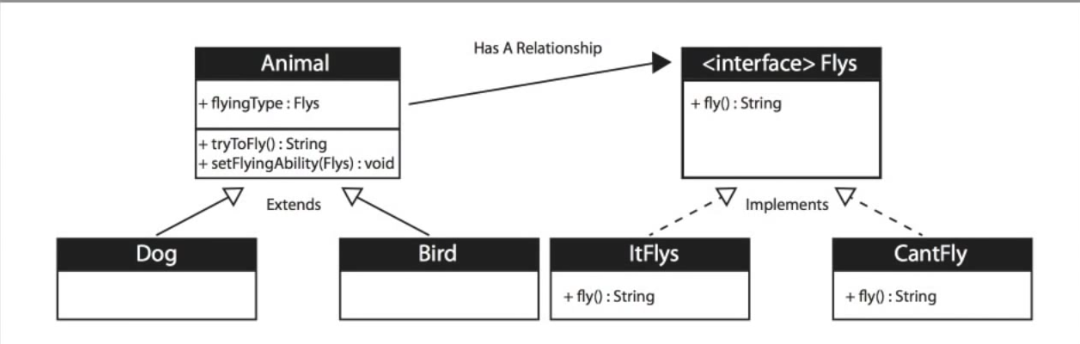 Has A Relationship
Animal
+ flyingType : Flys
+ tryToFly() : String
+ setFlyingAbility(Flys) : void
<interface> Flys
+ fly() : String
Extends
Implements
Dog
Bird
ItFlys
+ fly() : String
CantFly
+ fly() : String